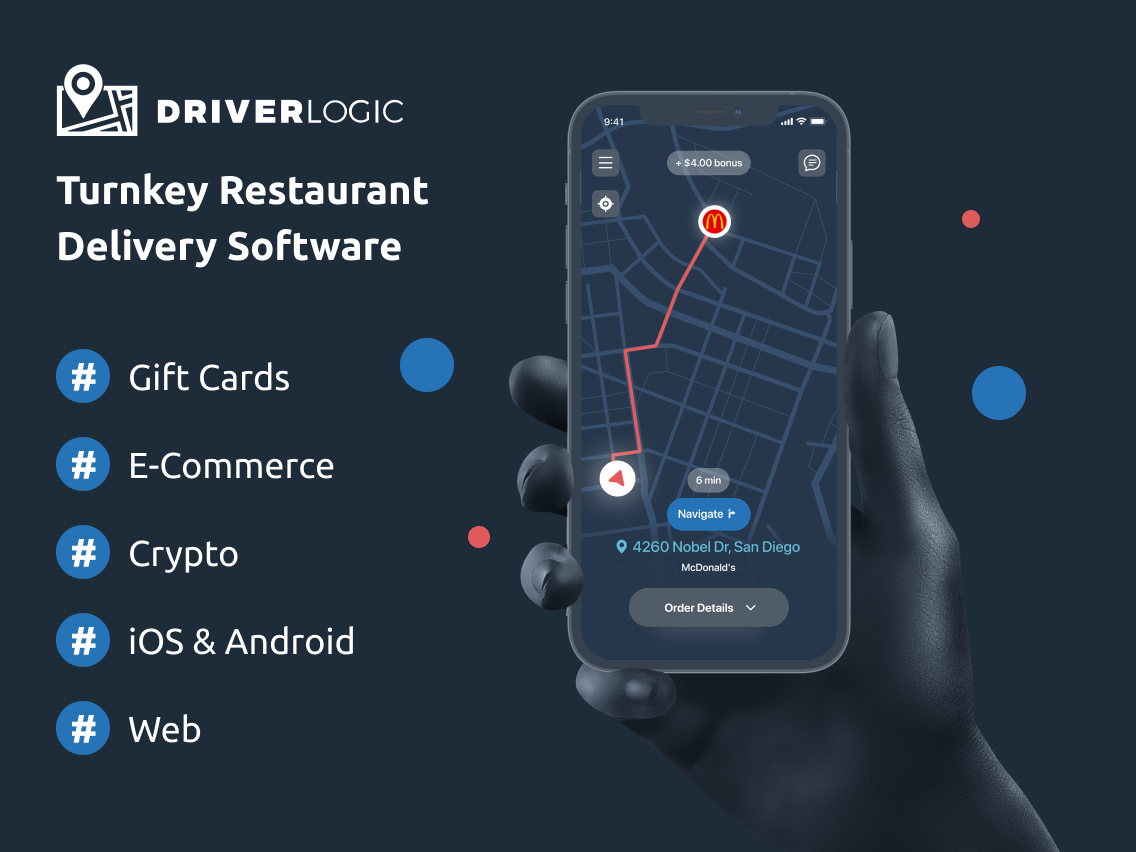 DRIVERLOGIC
Turnkey Restaurant
Delivery Software
# Gift Cards
# E-Commerce
# Crypto
# iOS & Android
# Web
9:41
+ $4.00 bonus
6 min
Navigate
4260 Nobel Dr, San Diego
McDonald's
Order Details